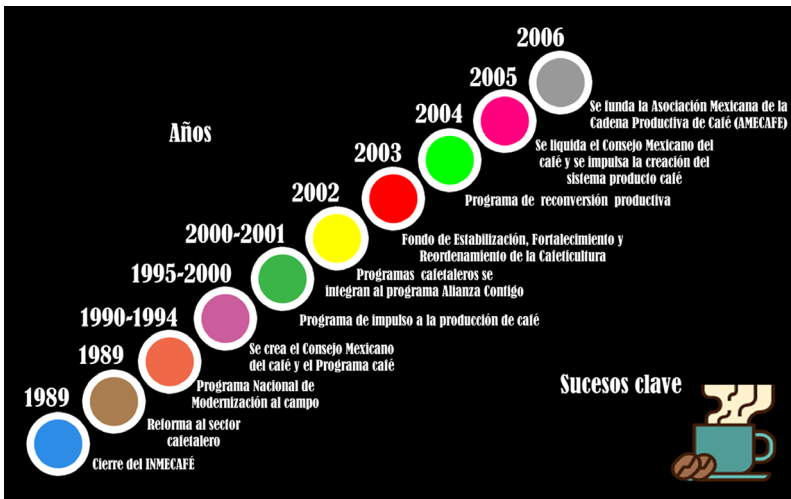 2006
Se funda la Asociación Mexicana de la
Cadena Productiva de Café (AMECAFE)
2005
Se liquida el Consejo Mexicano del
café y se impulsa la creación del
sistema producto café
Años
2004
Programa de reconversión productiva
2003
Fondo de Estabilización, Fortalecimiento y
Reordenamiento de la Cafeticultura
2002
Programas cafetaleros se
integran al programa Alianza Contigo
2000-2001
Programa de impulso a la producción de café
1995-2000
Se crea el Consejo Mexicano
del café y el Programa café
1990-1994
Programa Nacional de
Modernización al campo
1989
Reforma al sector
cafetalero
1989
Cierre del INMECAFÉ
Sucesos clave